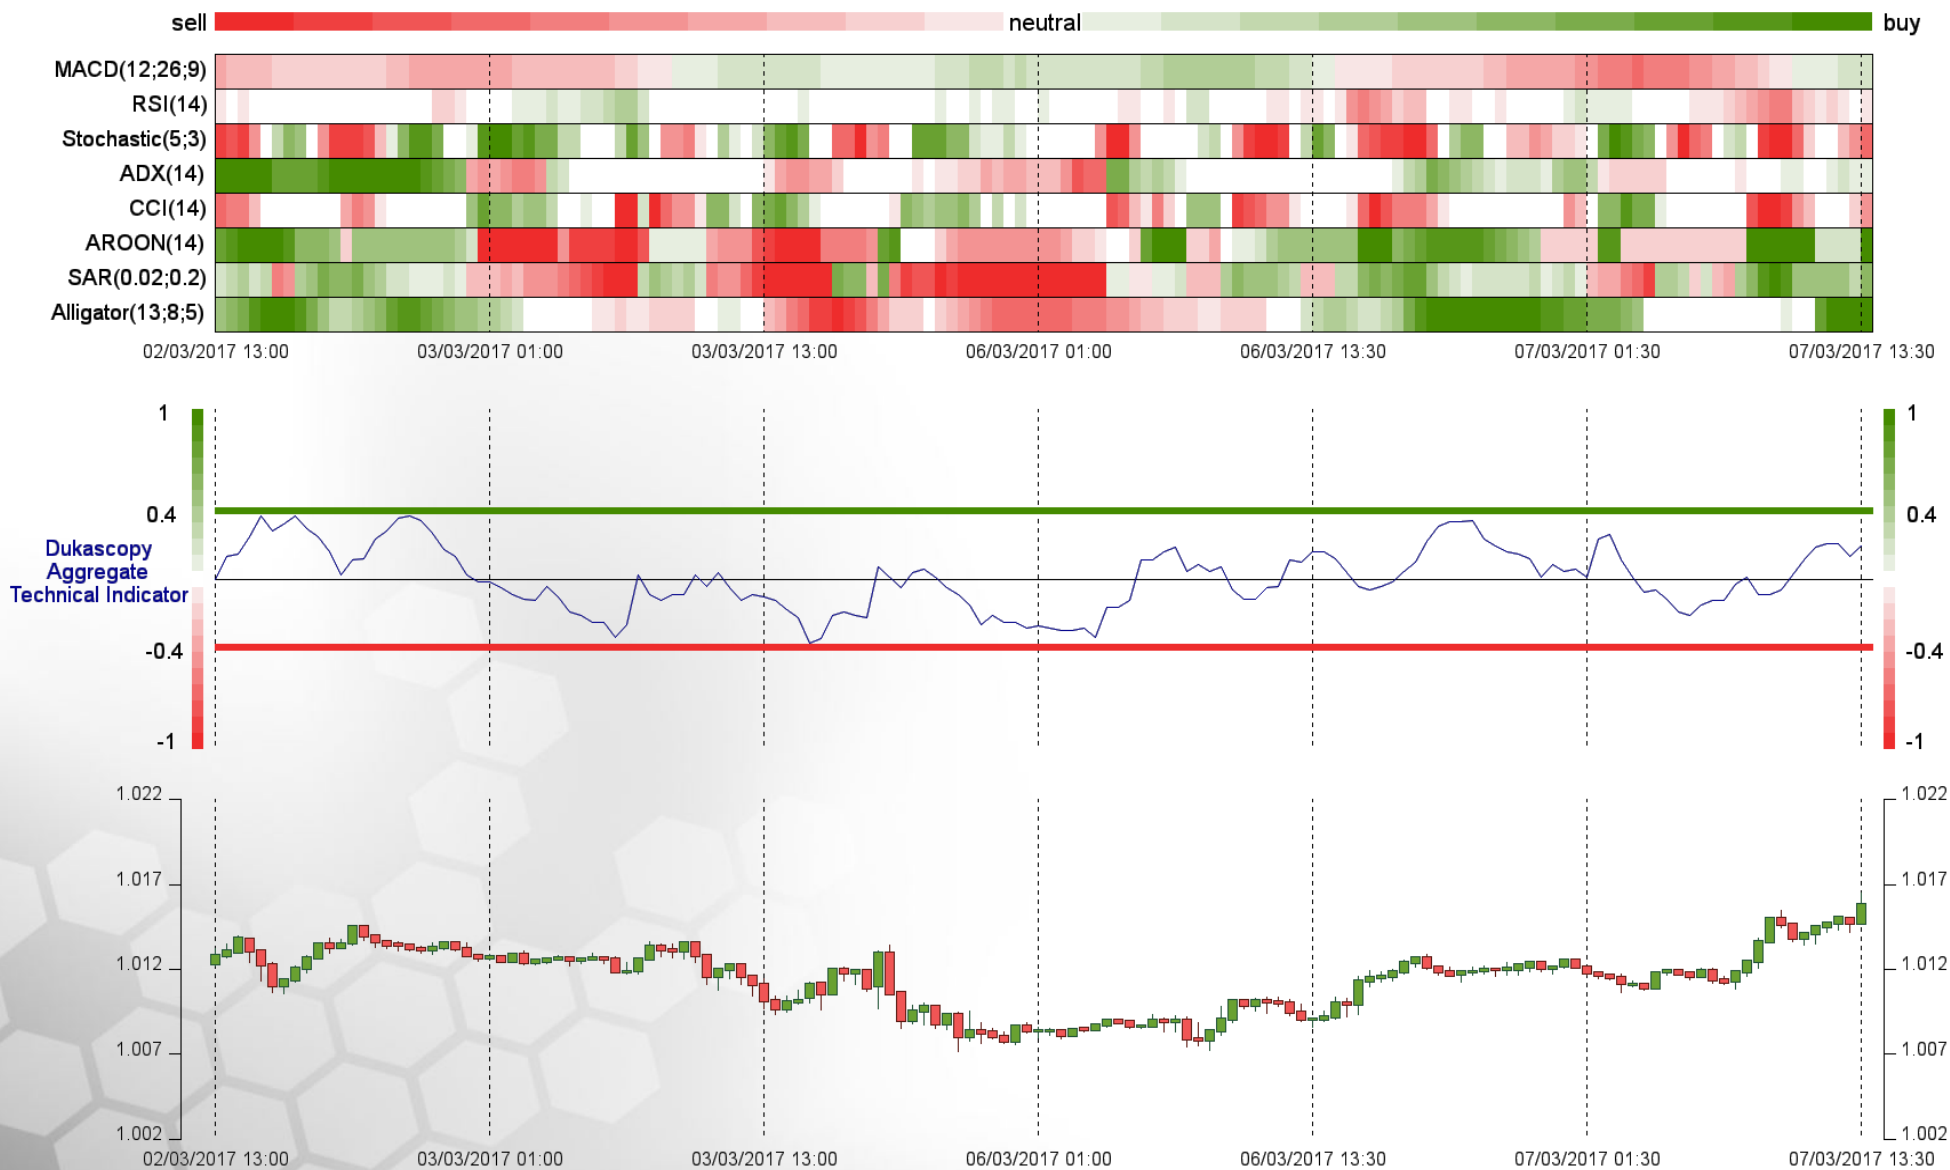 sell neutral buy
MACD(12;26;9)
RSI(14)
Stochastic(5;3)
ADX(14)
CCI(14)
AROON(14)
SAR(0.02;0.2)
Alligator(13;8;5)
02/03/2017 13:00 03/03/2017 01:00 03/03/2017 13:00 06/03/2017 01:00 06/03/2017 13:30 07/03/2017 01:30 07/03/2017 13:30
1 1
0.4 0.4
Dukascopy
Aggregate
Technical Indicator
-0.4 -0.4
-1 -1
1.022 1.022
1.017 1.017
1.012 1.012
1.007 1.007
1.002 1.002
02/03/2017 13:00 03/03/2017 01:00 03/03/2017 13:00 06/03/2017 01:00 06/03/2017 13:30 07/03/2017 01:30 07/03/2017 13:30